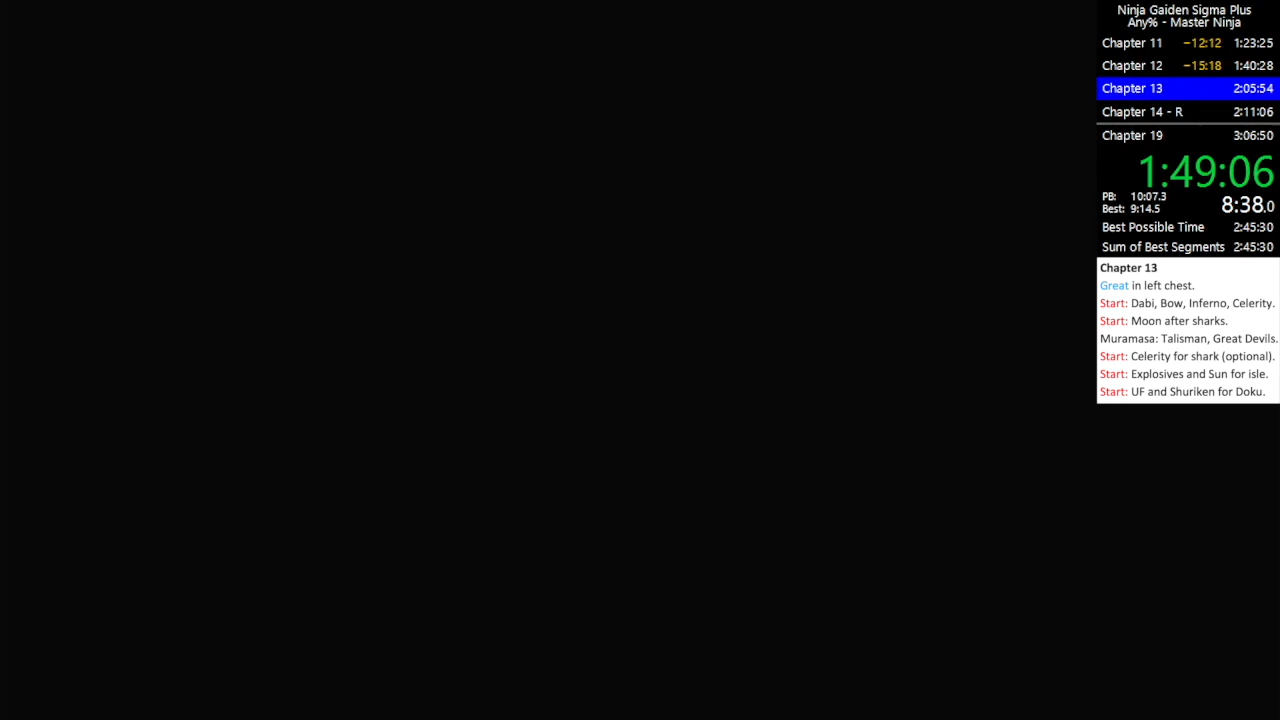 Ninja Gaiden Sigma Plus
Any% - Master Ninja
Chapter 11 −12:12 1:23:25
Chapter 12 −15:18 1:40:28
Chapter 13 2:05:54
Chapter 14 - R 2:11:06
Chapter 19 3:06:50
1:49:06
PB: 10:07.3
Best: 9:14.5
8:38.0
Best Possible Time 2:45:30
Sum of Best Segments 2:45:30
Chapter 13
Great in left chest.
Start: Dabi, Bow, Inferno, Celerity.
Start: Moon after sharks.
Muramasa: Talisman, Great Devils.
Start: Celerity for shark (optional).
Start: Explosives and Sun for isle.
Start: UF and Shuriken for Doku.